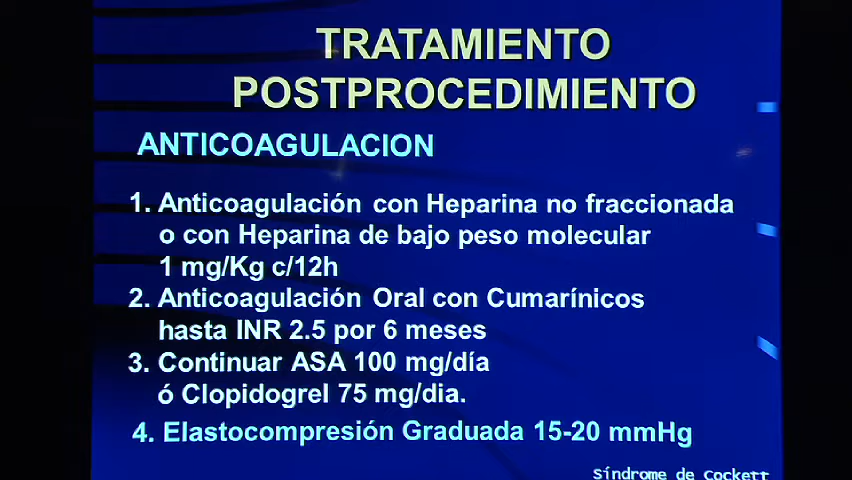 TRATAMIENTO
POSTPROCEDIMIENTO
ANTICOAGULACION
1. Anticoagulación con Heparina no fraccionada
o con Heparina de bajo peso molecular
1 mg/Kg c/12h
2. Anticoagulación Oral con Cumarínicos
hasta INR 2.5 por 6 meses
3. Continuar ASA 100 mg/día
ó Clopidogrel 75 mg/dia.
4. Elastocompresión Graduada 15-20 mmHg
Síndrome de Cockett